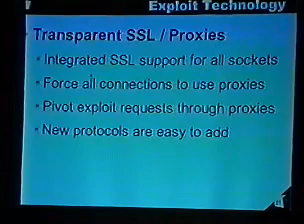 Exploit Technology
Transparent SSL / Proxies
Integrated SSL support for all sockets
Force all connections to use proxies
Pivot exploit requests through proxies
New protocols are easy to add